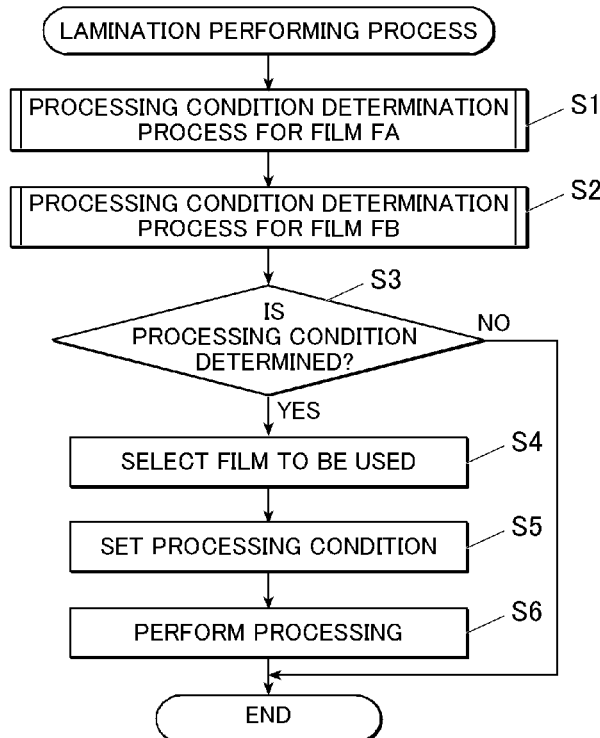 LAMINATION PERFORMING PROCESS
PROCESSING CONDITION DETERMINATION
PROCESS FOR FILM FA
S1
PROCESSING CONDITION DETERMINATION
PROCESS FOR FILM FB
S2
S3
IS
PROCESSING CONDITION
DETERMINED?
NO
YES
SELECT FILM TO BE USED
S4
SET PROCESSING CONDITION
S5
PERFORM PROCESSING
S6
END